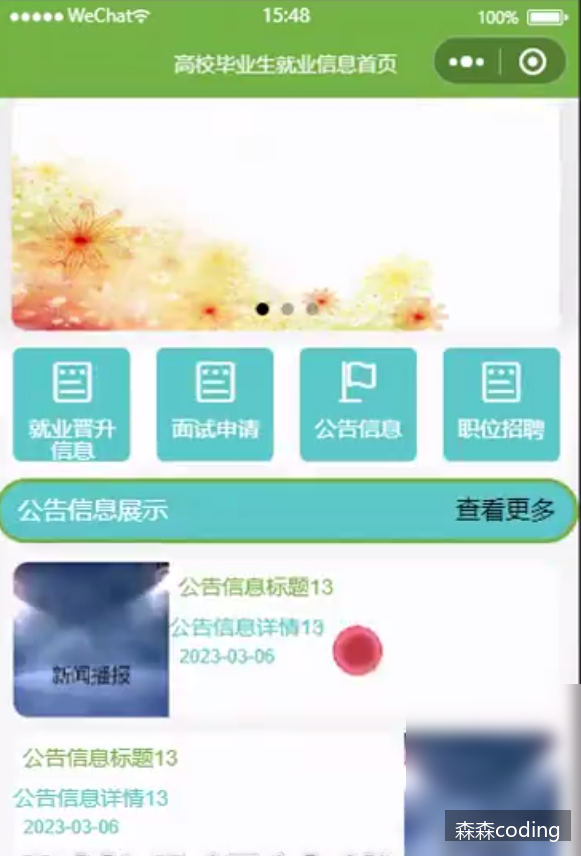 WeChat 15:48 100%
高校毕业生就业信息首页
就业晋升
信息
面试申请
公告信息
职位招聘
公告信息展示 查看更多
公告信息标题13
公告信息详情13
2023-03-06
新闻播报
公告信息标题13
公告信息详情13
2023-03-06
森森coding